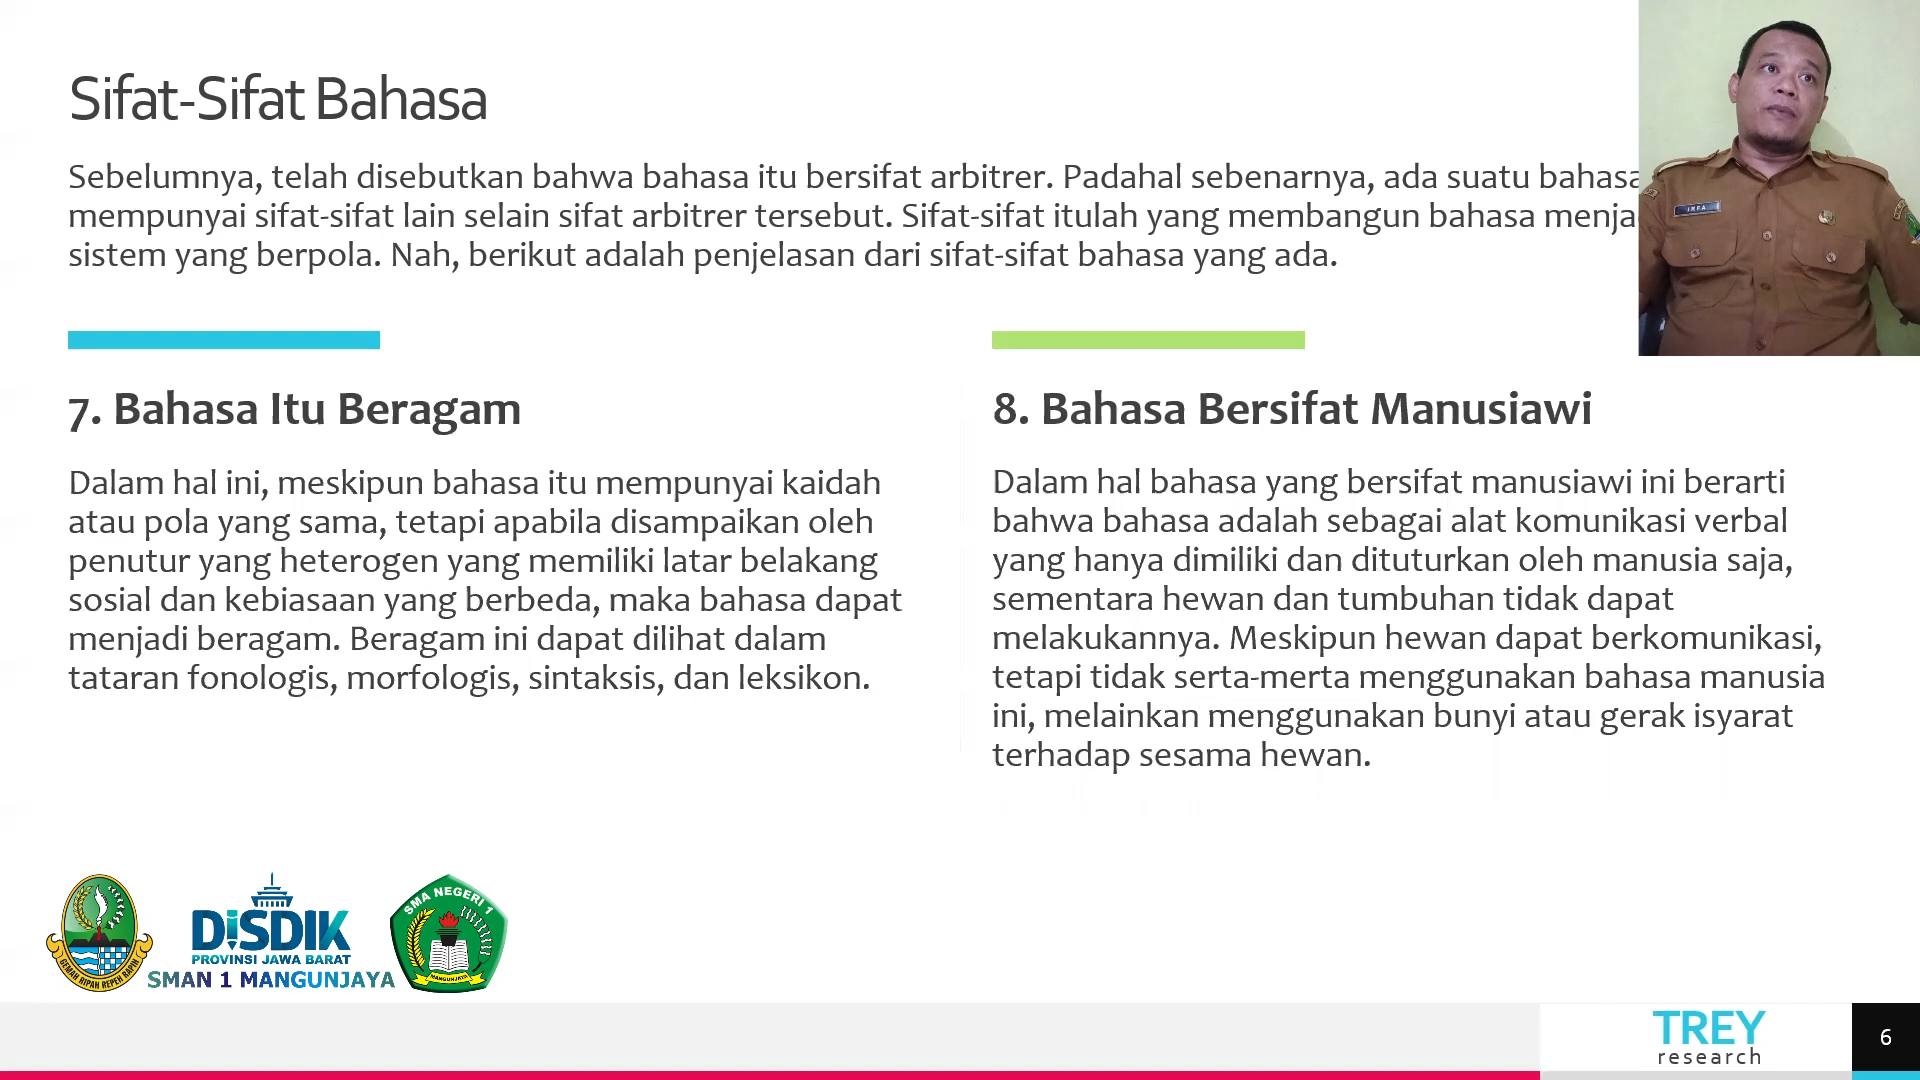 Sifat-Sifat Bahasa
Sebelumnya, telah disebutkan bahwa bahasa itu bersifat arbitrer. Padahal sebenarnya, ada suatu bahasa
mempunyai sifat-sifat lain selain sifat arbitrer tersebut. Sifat-sifat itulah yang membangun bahasa
sistem yang berpola. Nah, berikut adalah penjelasan dari sifat-sifat bahasa yang ada.
IRFA
7. Bahasa Itu Beragam
Dalam hal ini, meskipun bahasa itu mempunyai kaidah
atau pola yang sama, tetapi apabila disampaikan oleh
penutur yang heterogen yang memiliki latar belakang
sosial dan kebiasaan yang berbeda, maka bahasa dapat
menjadi beragam. Beragam ini dapat dilihat dalam
tataran fonologis, morfologis, sintaksis, dan leksikon.
8. Bahasa Bersifat Manusiawi
Dalam hal bahasa yang bersifat manusiawi ini berarti
bahwa bahasa adalah sebagai alat komunikasi verbal
yang hanya dimiliki dan dituturkan oleh manusia saja,
sementara hewan dan tumbuhan tidak dapat
melakukannya. Meskipun hewan dapat berkomunikasi,
tetapi tidak serta-merta menggunakan bahasa manusia
ini, melainkan menggunakan bunyi atau gerak isyarat
terhadap sesama hewan.
GEMAH RIPAH REPEH RAPIH
DISDIK
PROVINSI JAWA BARAT
SMAN 1 MANGUNJAYA
SMA NEGERI 1
MANGUNJAYA
TREY
research
6